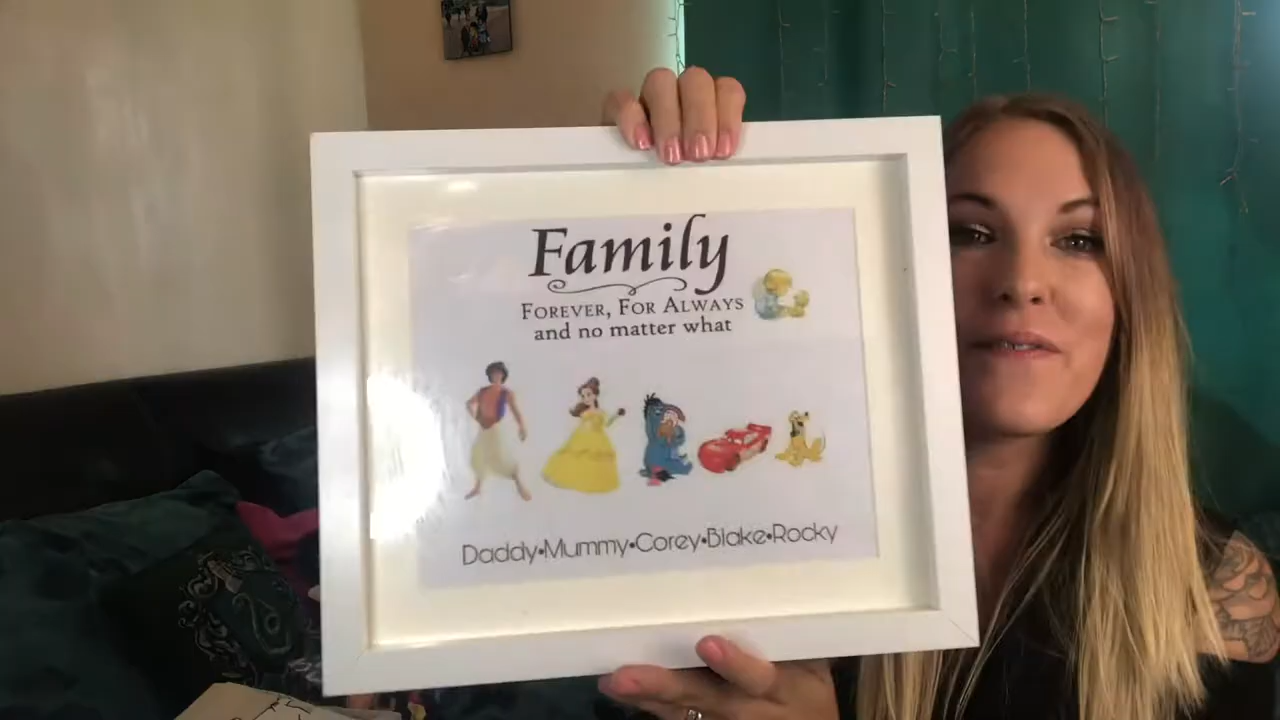 Family
FOREVER, FOR ALWAYS
and no matter what
Daddy•Mummy•Corey•Blake•Rocky